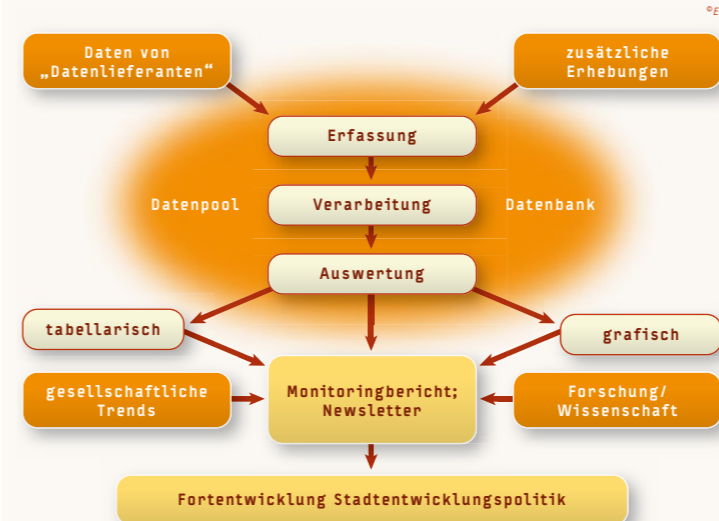 ©E
Daten von
„Datenlieferanten“
zusätzliche
Erhebungen
Erfassung
Datenpool
Verarbeitung
Datenbank
Auswertung
tabellarisch
grafisch
gesellschaftliche
Trends
Monitoringbericht;
Newsletter
Forschung/
Wissenschaft
Fortentwicklung Stadtentwicklungspolitik